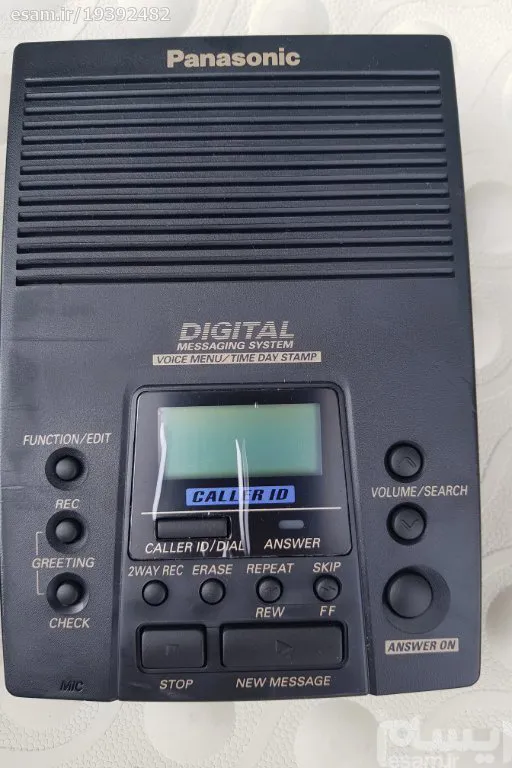 esam.ir/19392482
Panasonic
DIGITAL
MESSAGING SYSTEM
VOICE MENU/TIME DAY STAMP
FUNCTION/EDIT
REC
GREETING
CHECK
CALLER ID
CALLER ID/DIAL
ANSWER
VOLUME/SEARCH
2WAY REC
ERASE
REPEAT
SKIP
REW
FF
ANSWER ON
STOP
NEW MESSAGE
MIC
ایسام
esam.ir